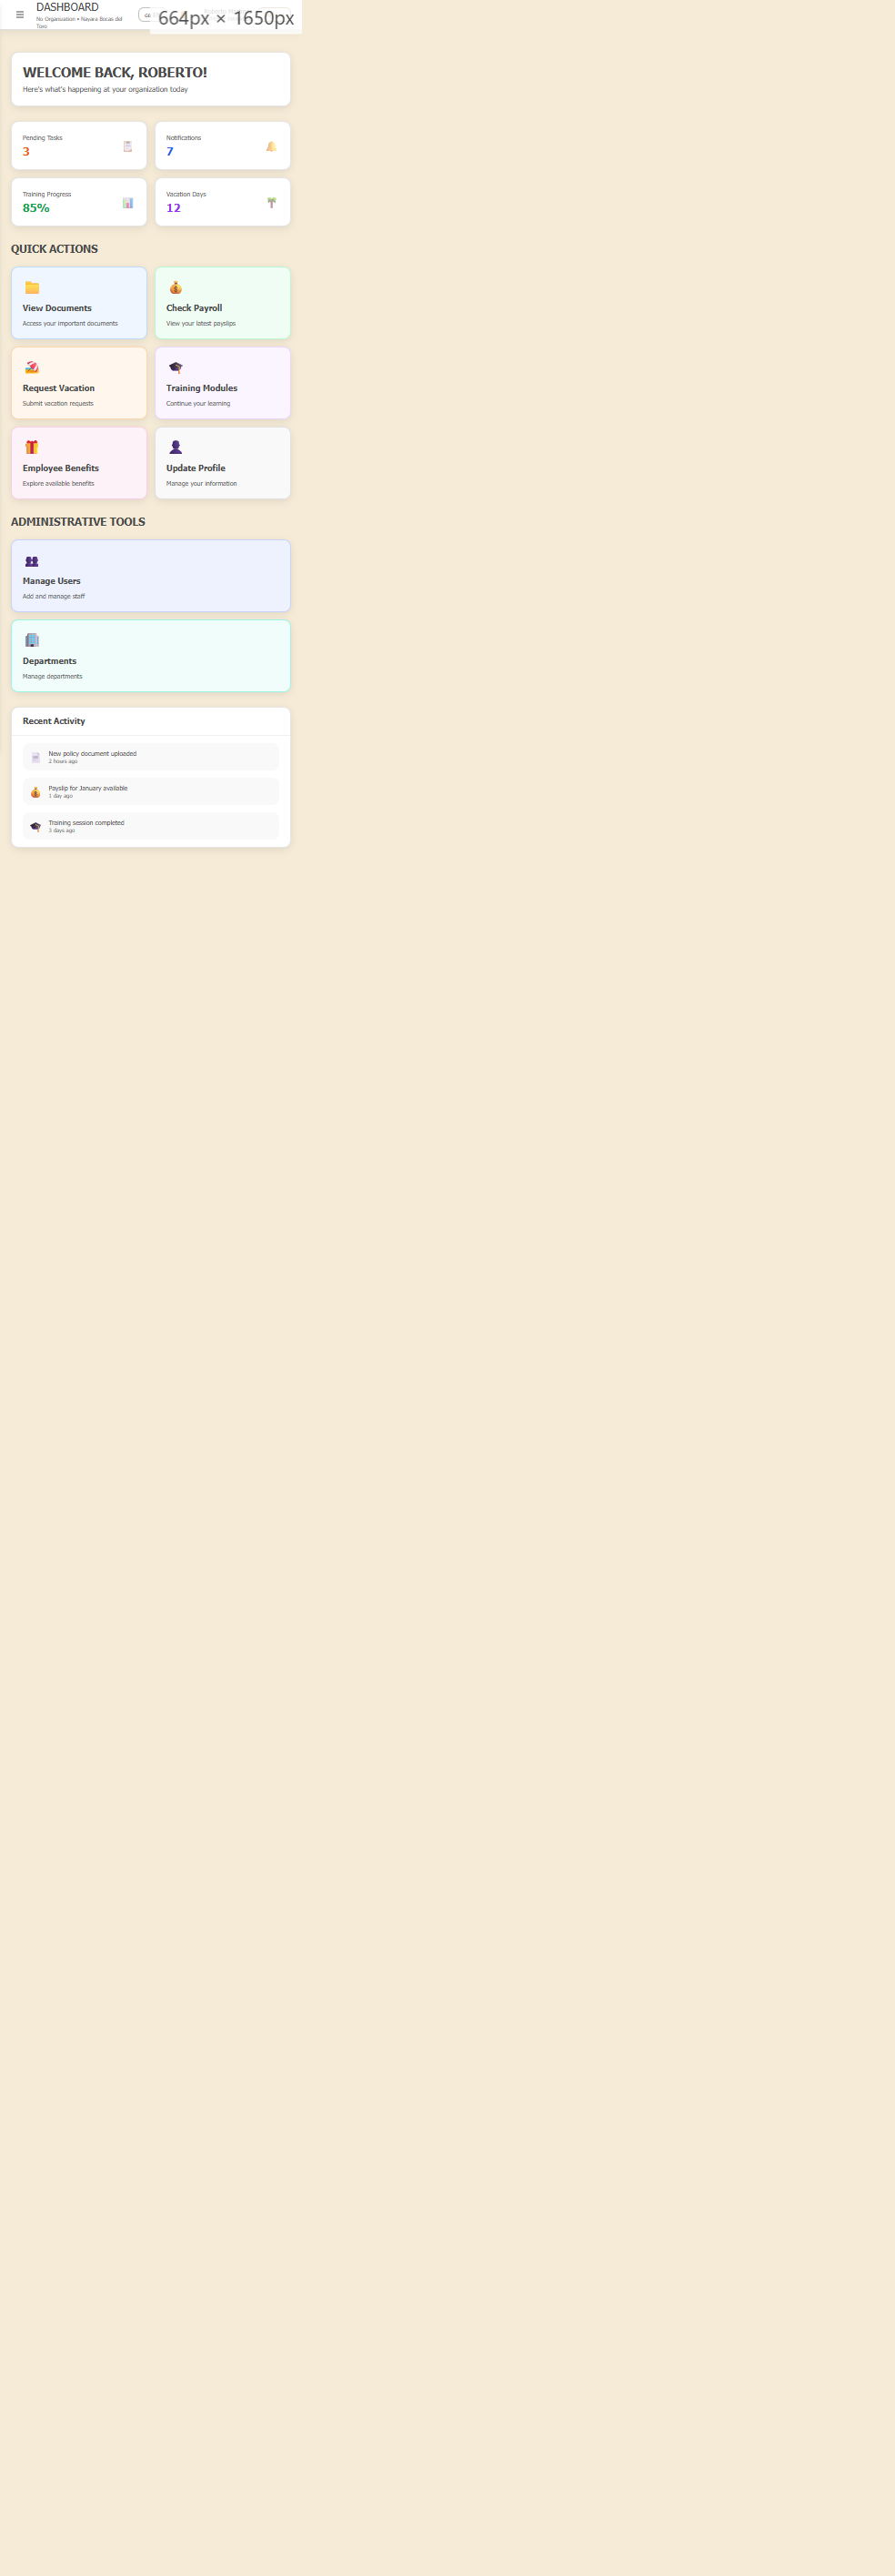 DASHBOARD
No Organization • Nayara Bocas del
Toro
664px × 1650px
WELCOME BACK, ROBERTO!
Here's what's happening at your organization today
Pending Tasks
3
Notifications
7
Training Progress
85%
Vacation Days
12
QUICK ACTIONS
View Documents
Access your important documents
Check Payroll
View your latest payslips
Request Vacation
Submit vacation requests
Training Modules
Continue your learning
Employee Benefits
Explore available benefits
Update Profile
Manage your information
ADMINISTRATIVE TOOLS
Manage Users
Add and manage staff
Departments
Manage departments
Recent Activity
New policy document uploaded
2 hours ago
Payslip for January available
1 day ago
Training session completed
3 days ago